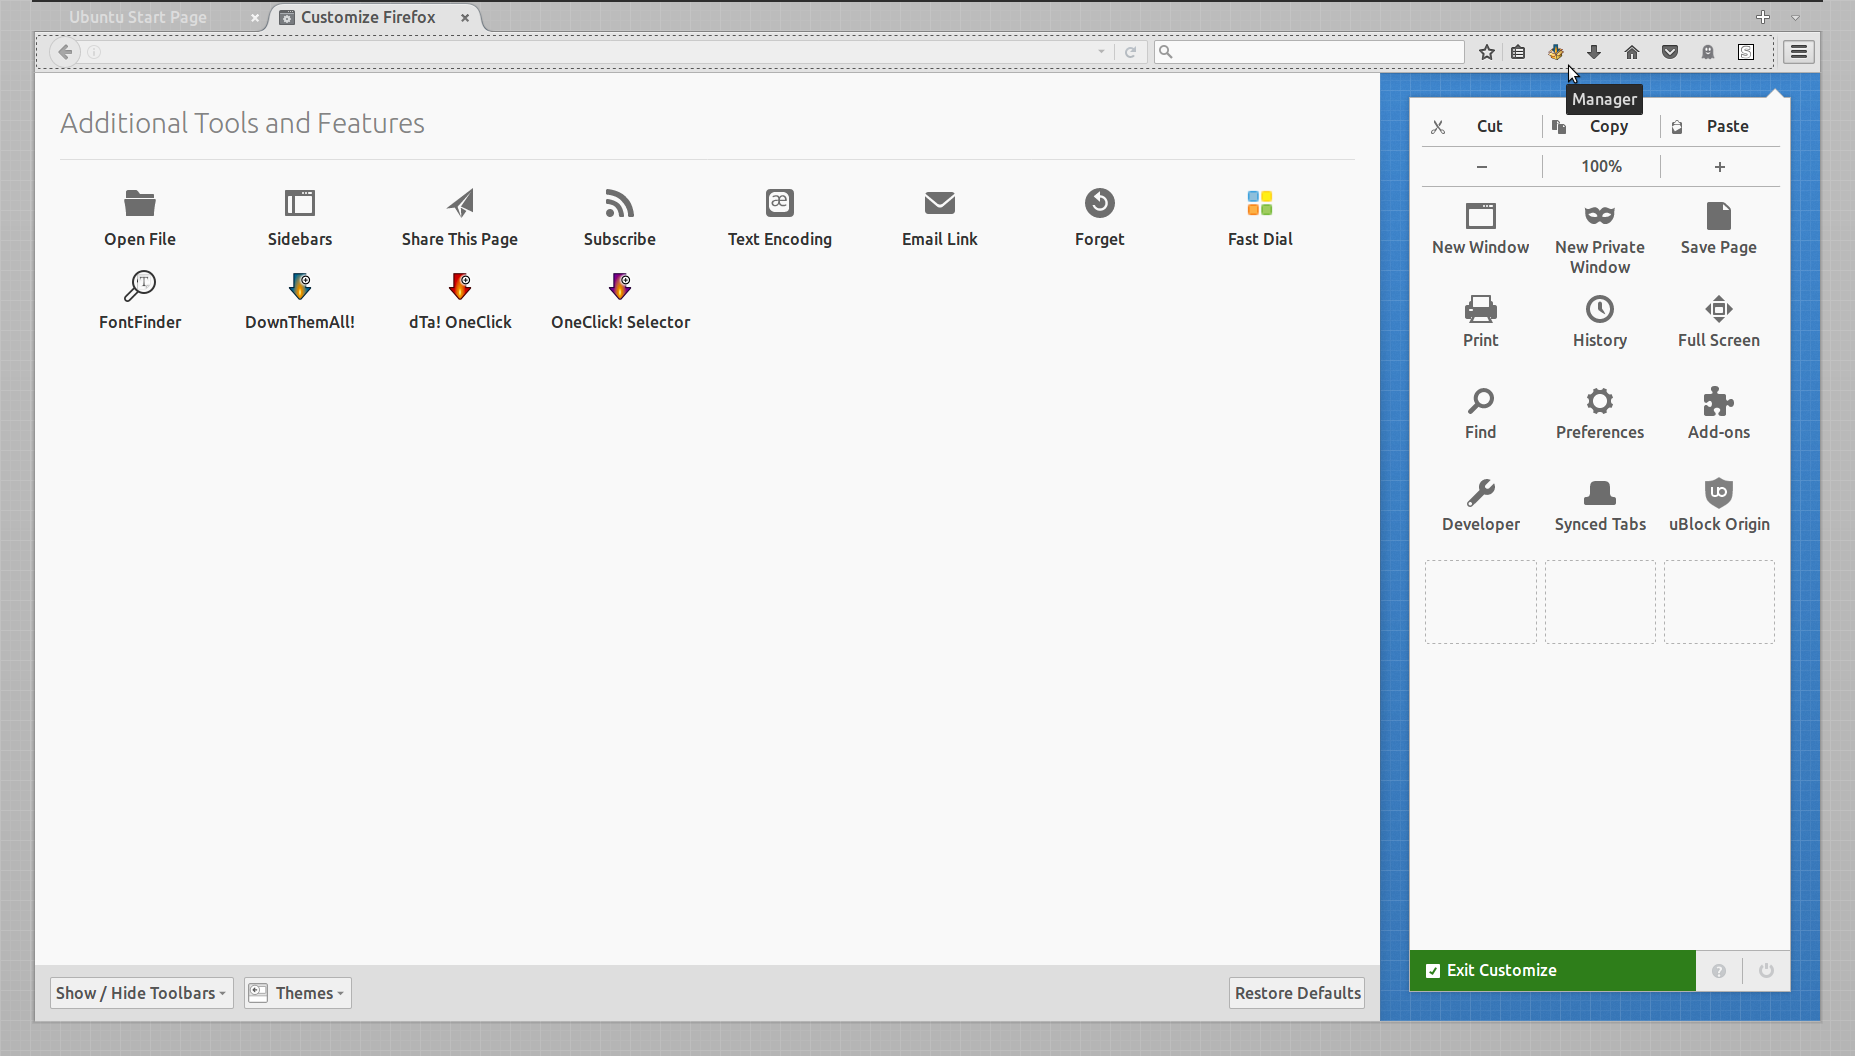 Ubuntu Start Page
Customize Firefox
Manager
Additional Tools and Features
Open File
Sidebars
Share This Page
Subscribe
Text Encoding
Email Link
Forget
Fast Dial
FontFinder
DownThemAll!
dTa! OneClick
OneClick! Selector
Cut
Copy
Paste
−
100%
+
New Window
New Private
Window
Save Page
Print
History
Full Screen
Find
Preferences
Add-ons
Developer
Synced Tabs
uBlock Origin
Show / Hide Toolbars
Themes
Restore Defaults
Exit Customize